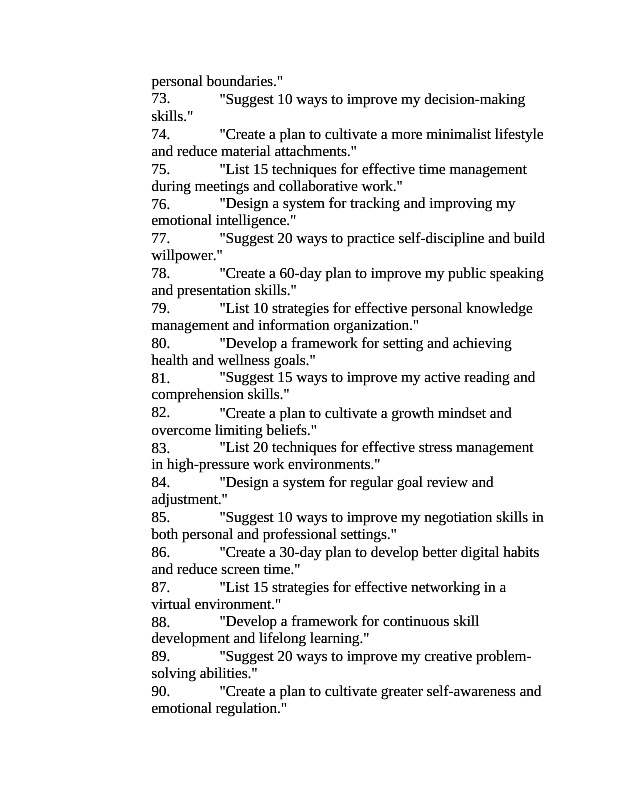 personal boundaries."
73. "Suggest 10 ways to improve my decision-making
skills."
74. "Create a plan to cultivate a more minimalist lifestyle
and reduce material attachments."
75. "List 15 techniques for effective time management
during meetings and collaborative work."
76. "Design a system for tracking and improving my
emotional intelligence."
77. "Suggest 20 ways to practice self-discipline and build
willpower."
78. "Create a 60-day plan to improve my public speaking
and presentation skills."
79. "List 10 strategies for effective personal knowledge
management and information organization."
80. "Develop a framework for setting and achieving
health and wellness goals."
81. "Suggest 15 ways to improve my active reading and
comprehension skills."
82. "Create a plan to cultivate a growth mindset and
overcome limiting beliefs."
83. "List 20 techniques for effective stress management
in high-pressure work environments."
84. "Design a system for regular goal review and
adjustment."
85. "Suggest 10 ways to improve my negotiation skills in
both personal and professional settings."
86. "Create a 30-day plan to develop better digital habits
and reduce screen time."
87. "List 15 strategies for effective networking in a
virtual environment."
88. "Develop a framework for continuous skill
development and lifelong learning."
89. "Suggest 20 ways to improve my creative problem-
solving abilities."
90. "Create a plan to cultivate greater self-awareness and
emotional regulation."